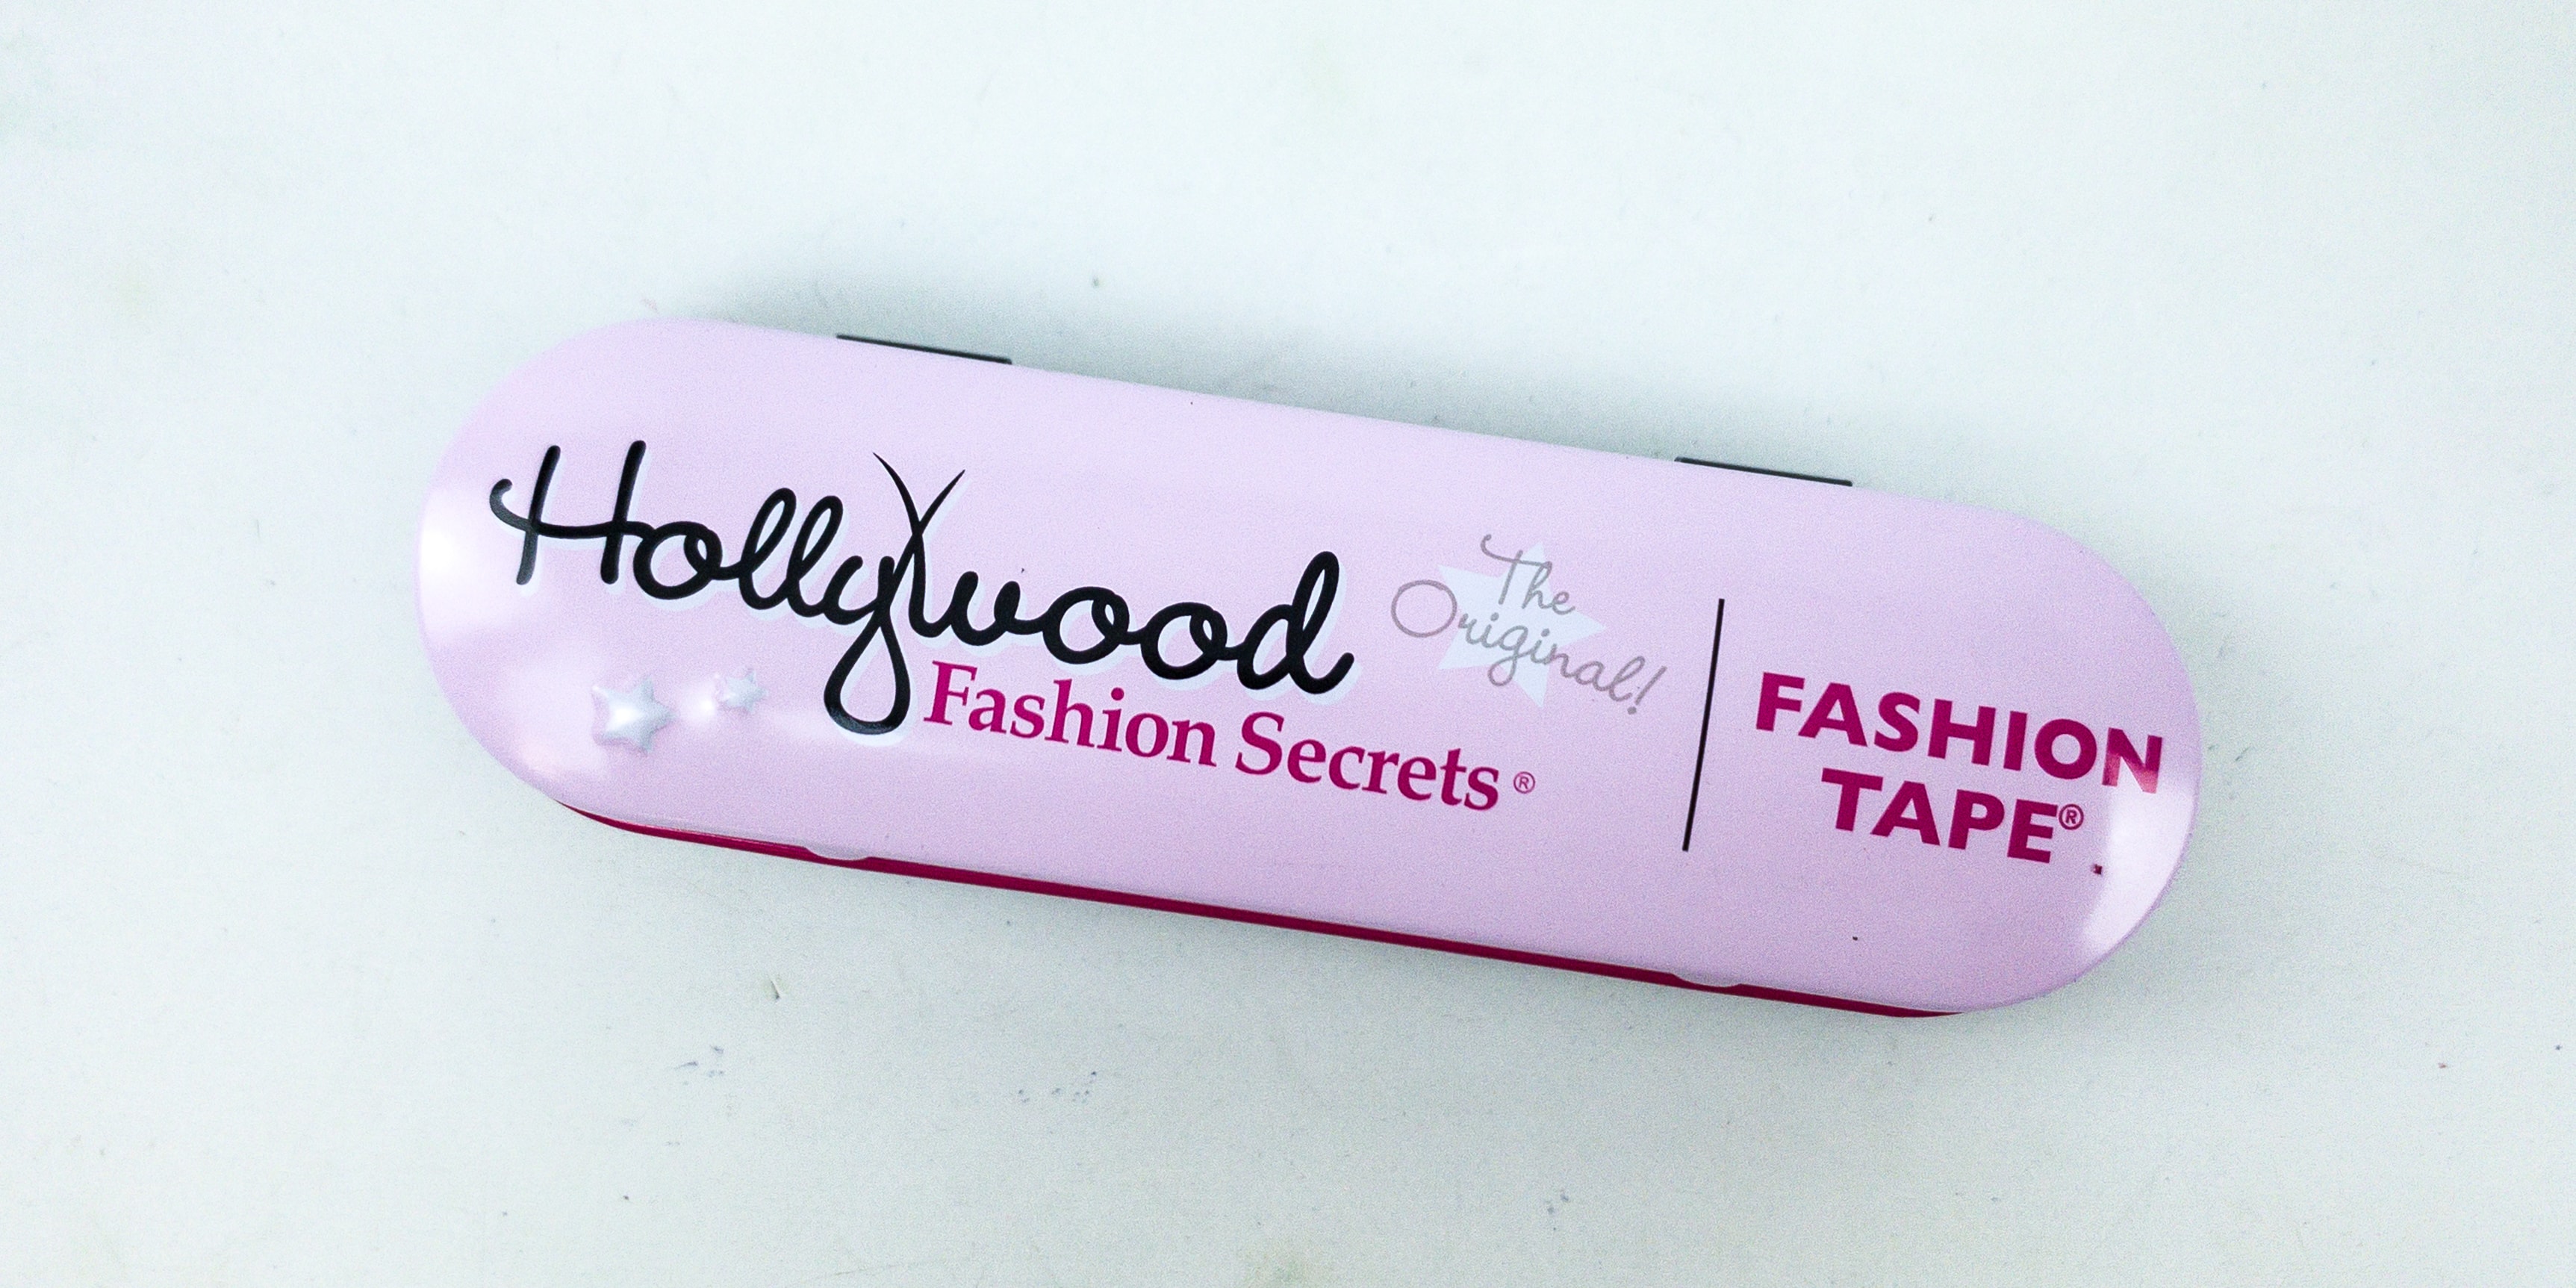 Hollywood
Fashion Secrets®
The
Original!
FASHION
TAPE®